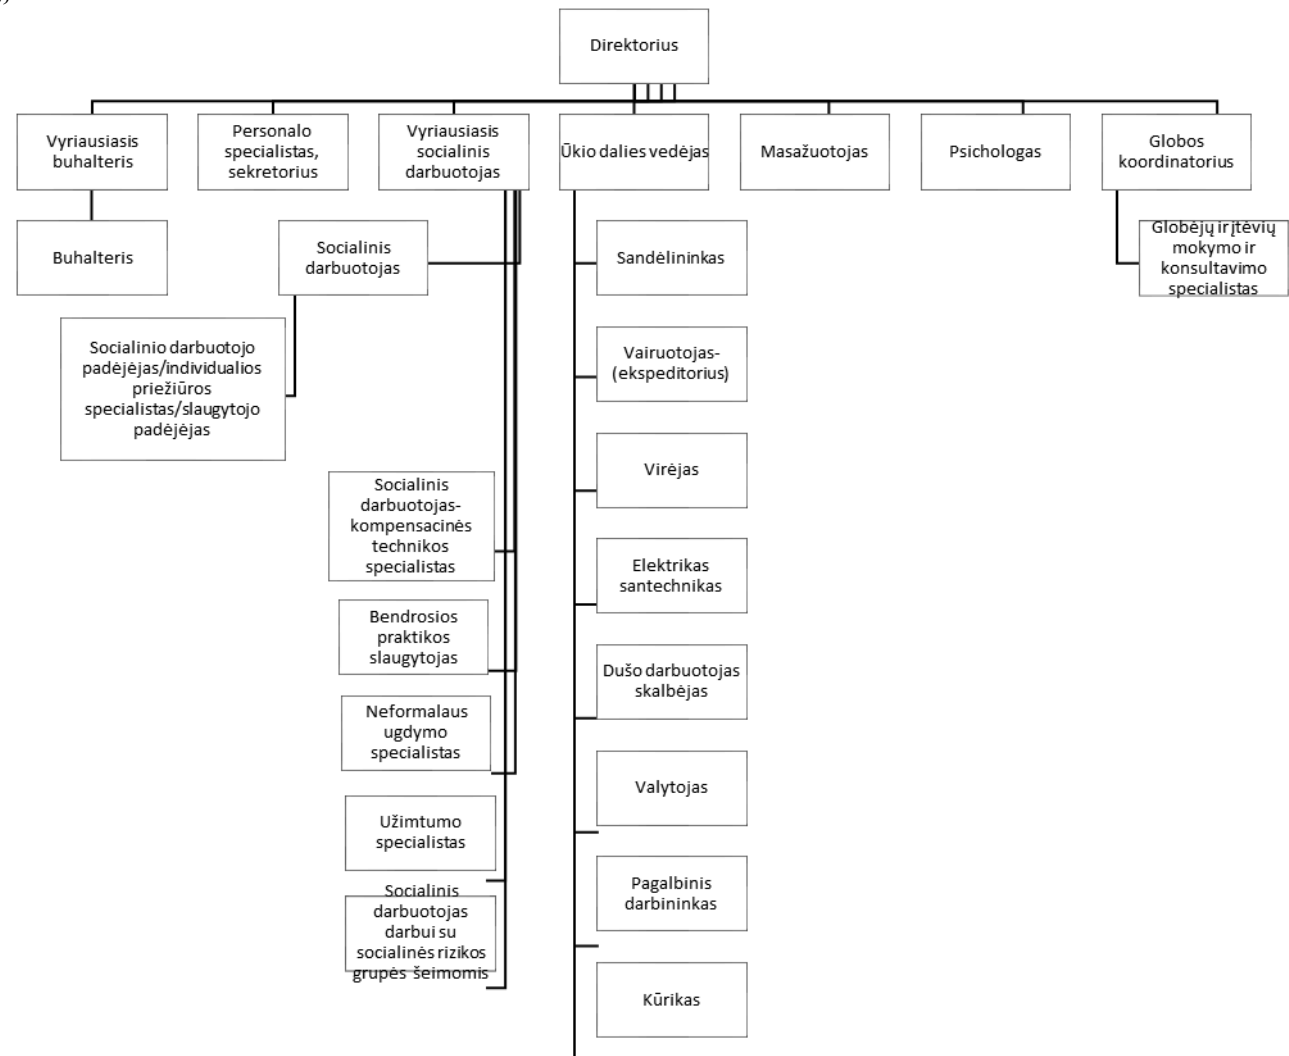 Direktorius
Vyriausiasis
buhalteris
Personalo
specialistas,
sekretorius
Vyriausiasis
socialinis
darbuotojas
Ūkio dalies vedėjas
Masažuotojas
Psichologas
Globos
koordinatorius
Buhalteris
Socialinis
darbuotojas
Sandėlininkas
Globėjų ir įtėvių
mokymo ir
konsultavimo
specialistas
Socialinio darbuotojo
padėjėjas/individualios
priežiūros
specialistas/slaugytojo
padėjėjas
Vairuotojas-
(ekspeditorius)
Virėjas
Socialinis
darbuotojas-
kompensacinės
technikos
specialistas
Elektrikas
santechnikas
Bendrosios
praktikos
slaugytojas
Dušo darbuotojas
skalbėjas
Neformalaus
ugdymo
specialistas
Valytojas
Užimtumo
specialistas
Pagalbinis
darbininkas
Socialinis
darbuotojas
darbui su
socialinės rizikos
grupės šeimomis
Kūrikas